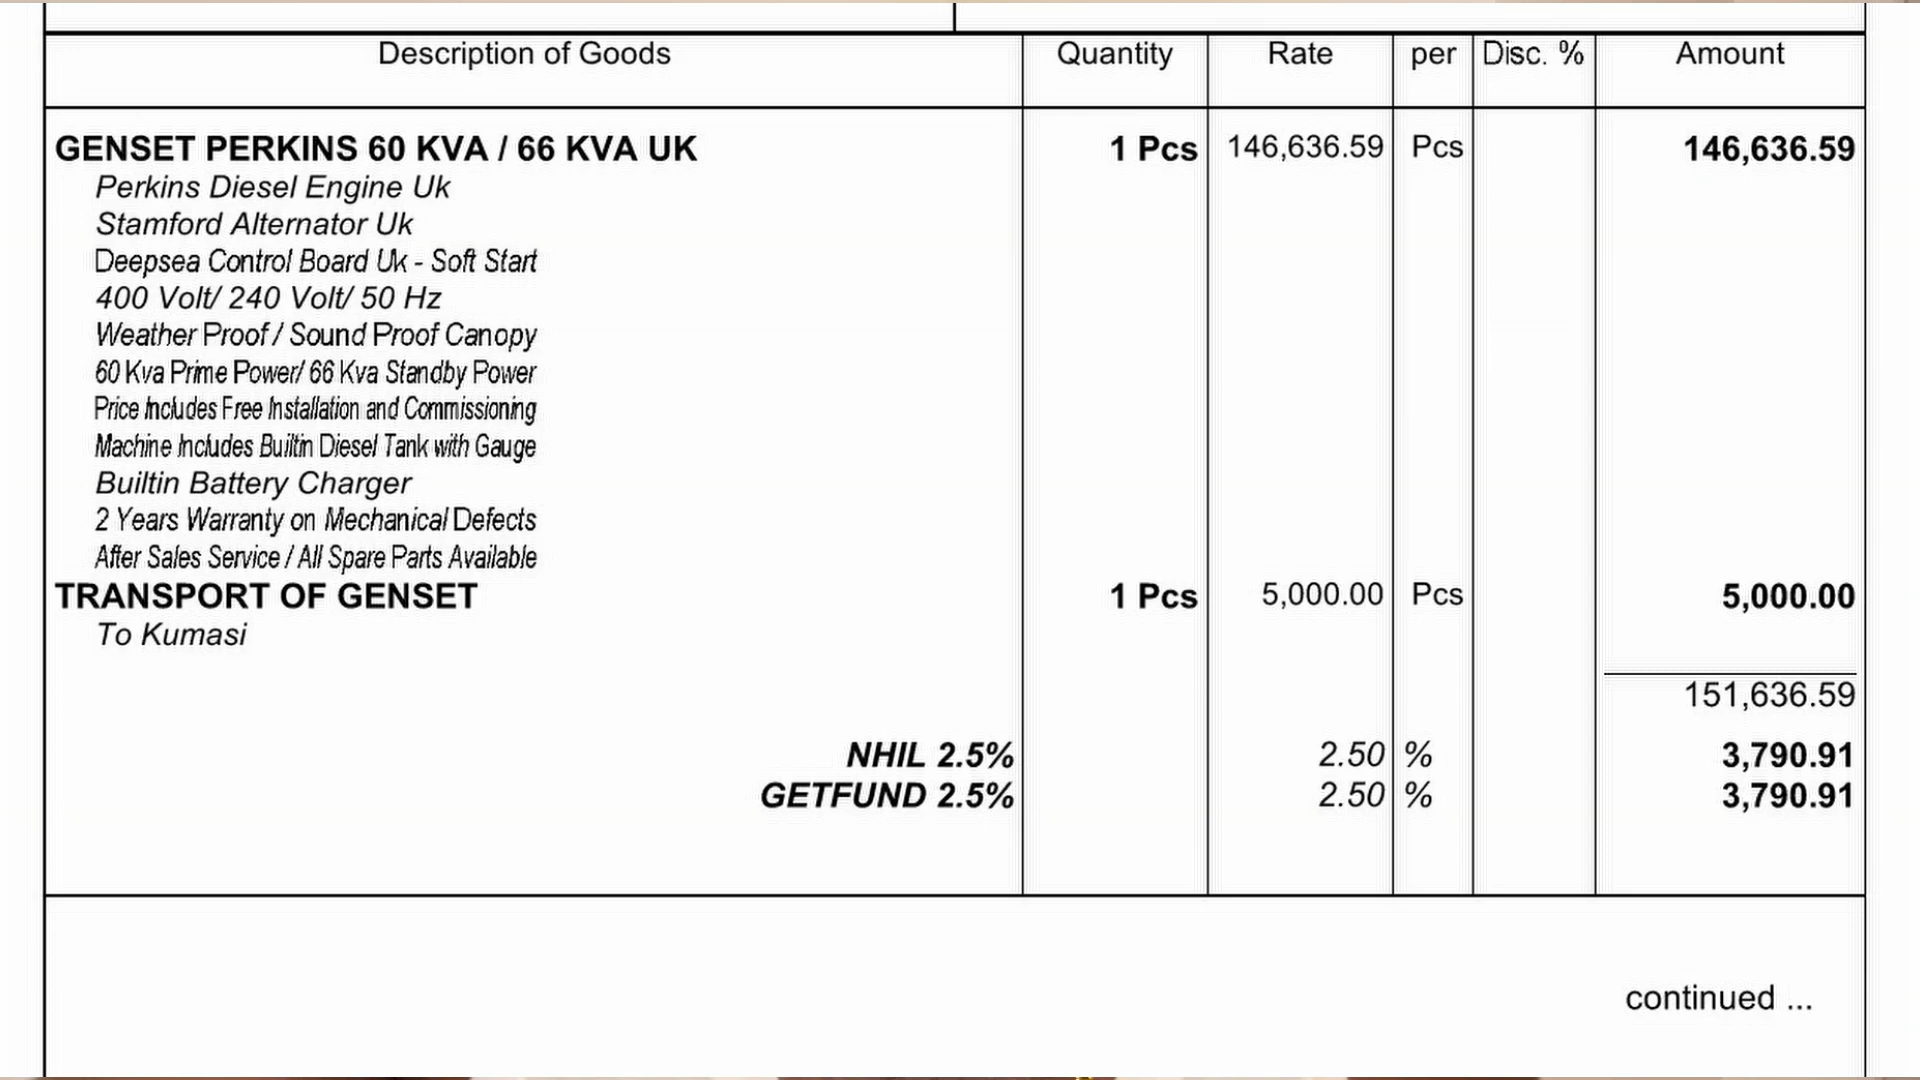 Description of Goods Quantity Rate per Disc. % Amount
GENSET PERKINS 60 KVA / 66 KVA UK 1 Pcs 146,636.59 Pcs 146,636.59
Perkins Diesel Engine Uk
Stamford Alternator Uk
Deepsea Control Board Uk - Soft Start
400 Volt/ 240 Volt/ 50 Hz
Weather Proof / Sound Proof Canopy
60 Kva Prime Power/ 66 Kva Standby Power
Price Includes Free Installation and Commissioning
Machine Includes Builtin Diesel Tank with Gauge
Builtin Battery Charger
2 Years Warranty on Mechanical Defects
After Sales Service / All Spare Parts Available
TRANSPORT OF GENSET 1 Pcs 5,000.00 Pcs 5,000.00
To Kumasi
151,636.59
NHIL 2.5% 2.50 % 3,790.91
GETFUND 2.5% 2.50 % 3,790.91
continued ...